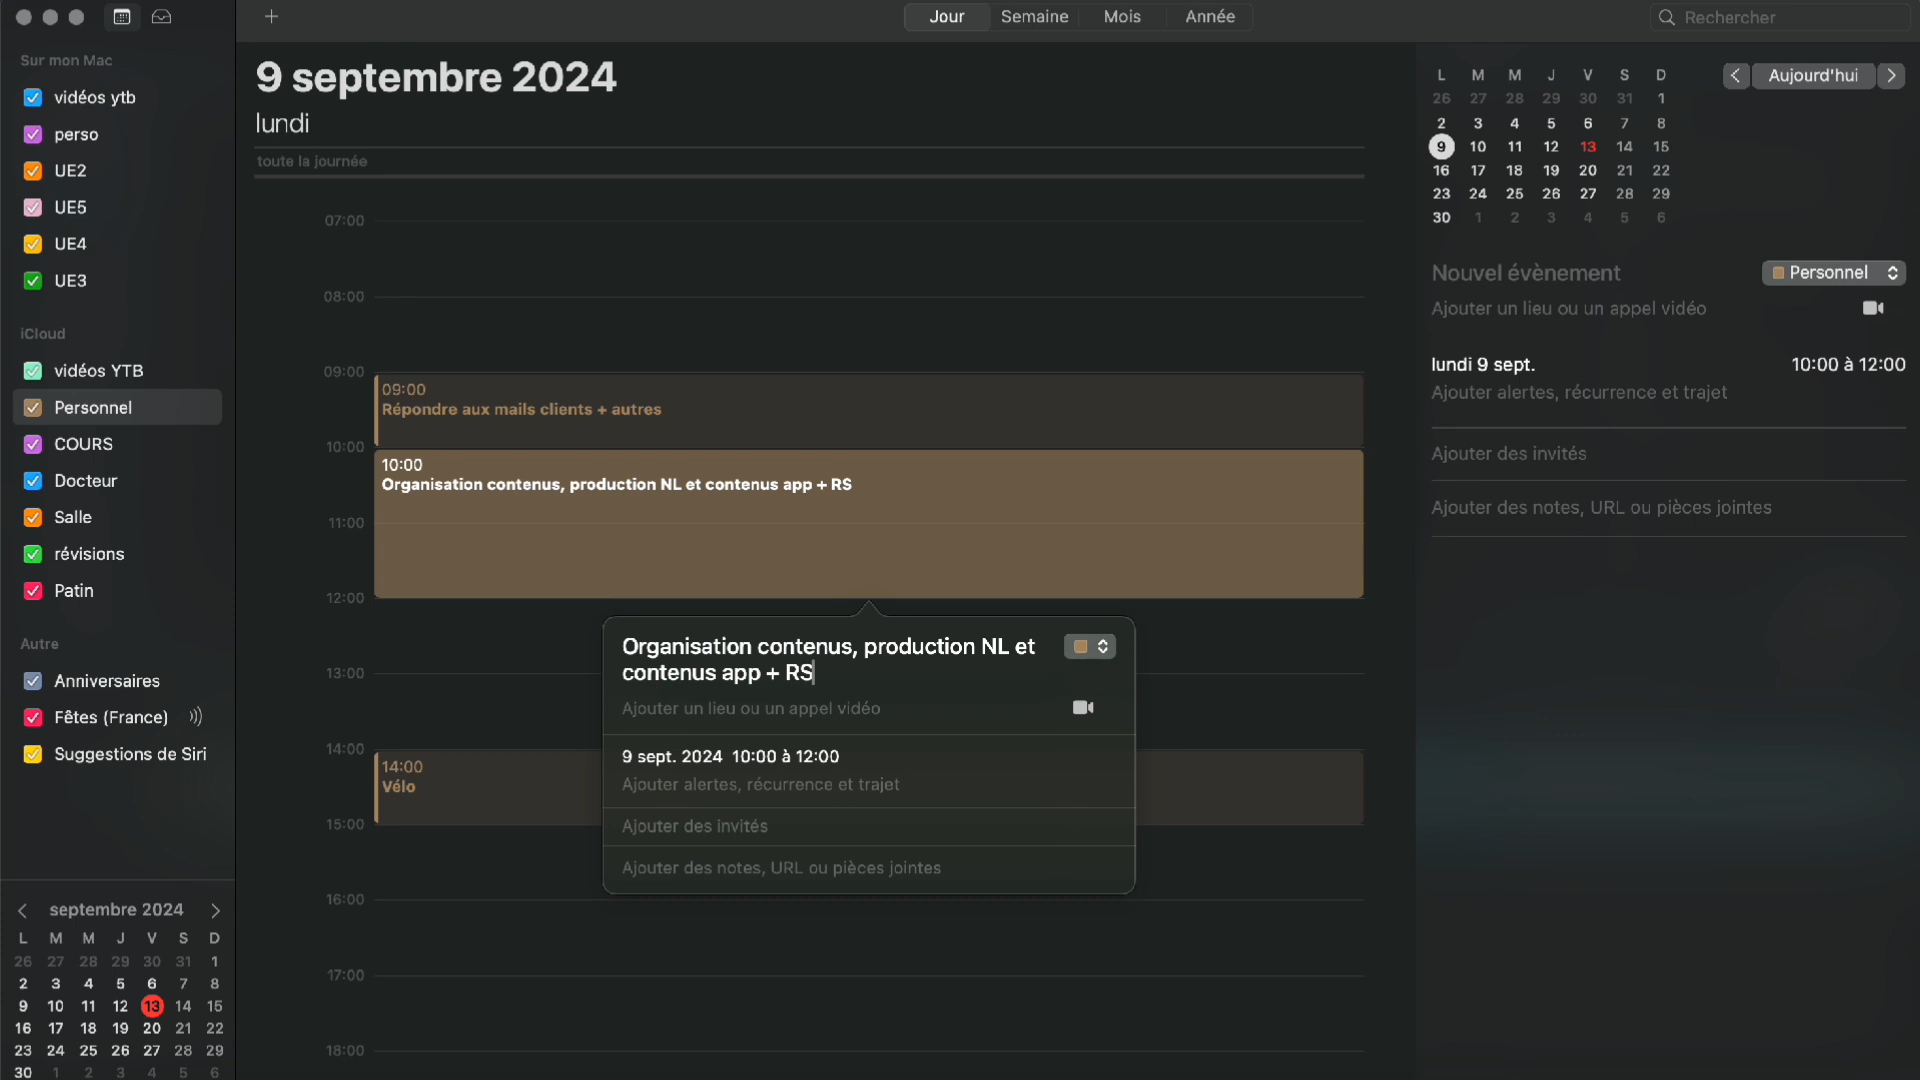 Jour
Semaine
Mois
Année
Rechercher
Sur mon Mac
vidéos ytb
perso
UE2
UE5
UE4
UE3
iCloud
vidéos YTB
Personnel
COURS
Docteur
Salle
révisions
Patin
Autre
Anniversaires
Fêtes (France)
Suggestions de Siri
septembre 2024
L M M J V S D
26 27 28 29 30 31 1
2 3 4 5 6 7 8
9 10 11 12 13 14 15
16 17 18 19 20 21 22
23 24 25 26 27 28 29
30 1 2 3 4 5 6
9 septembre 2024
lundi
toute la journée
07:00
08:00
09:00
09:00
Répondre aux mails clients + autres
10:00
10:00
Organisation contenus, production NL et contenus app + RS
11:00
12:00
Organisation contenus, production NL et
contenus app + RS
Ajouter un lieu ou un appel vidéo
9 sept. 2024 10:00 à 12:00
Ajouter alertes, récurrence et trajet
Ajouter des invités
Ajouter des notes, URL ou pièces jointes
13:00
14:00
14:00
Vélo
15:00
16:00
17:00
18:00
L M M J V S D
26 27 28 29 30 31 1
2 3 4 5 6 7 8
9 10 11 12 13 14 15
16 17 18 19 20 21 22
23 24 25 26 27 28 29
30 1 2 3 4 5 6
Aujourd'hui
Nouvel évènement
Personnel
Ajouter un lieu ou un appel vidéo
lundi 9 sept.
10:00 à 12:00
Ajouter alertes, récurrence et trajet
Ajouter des invités
Ajouter des notes, URL ou pièces jointes